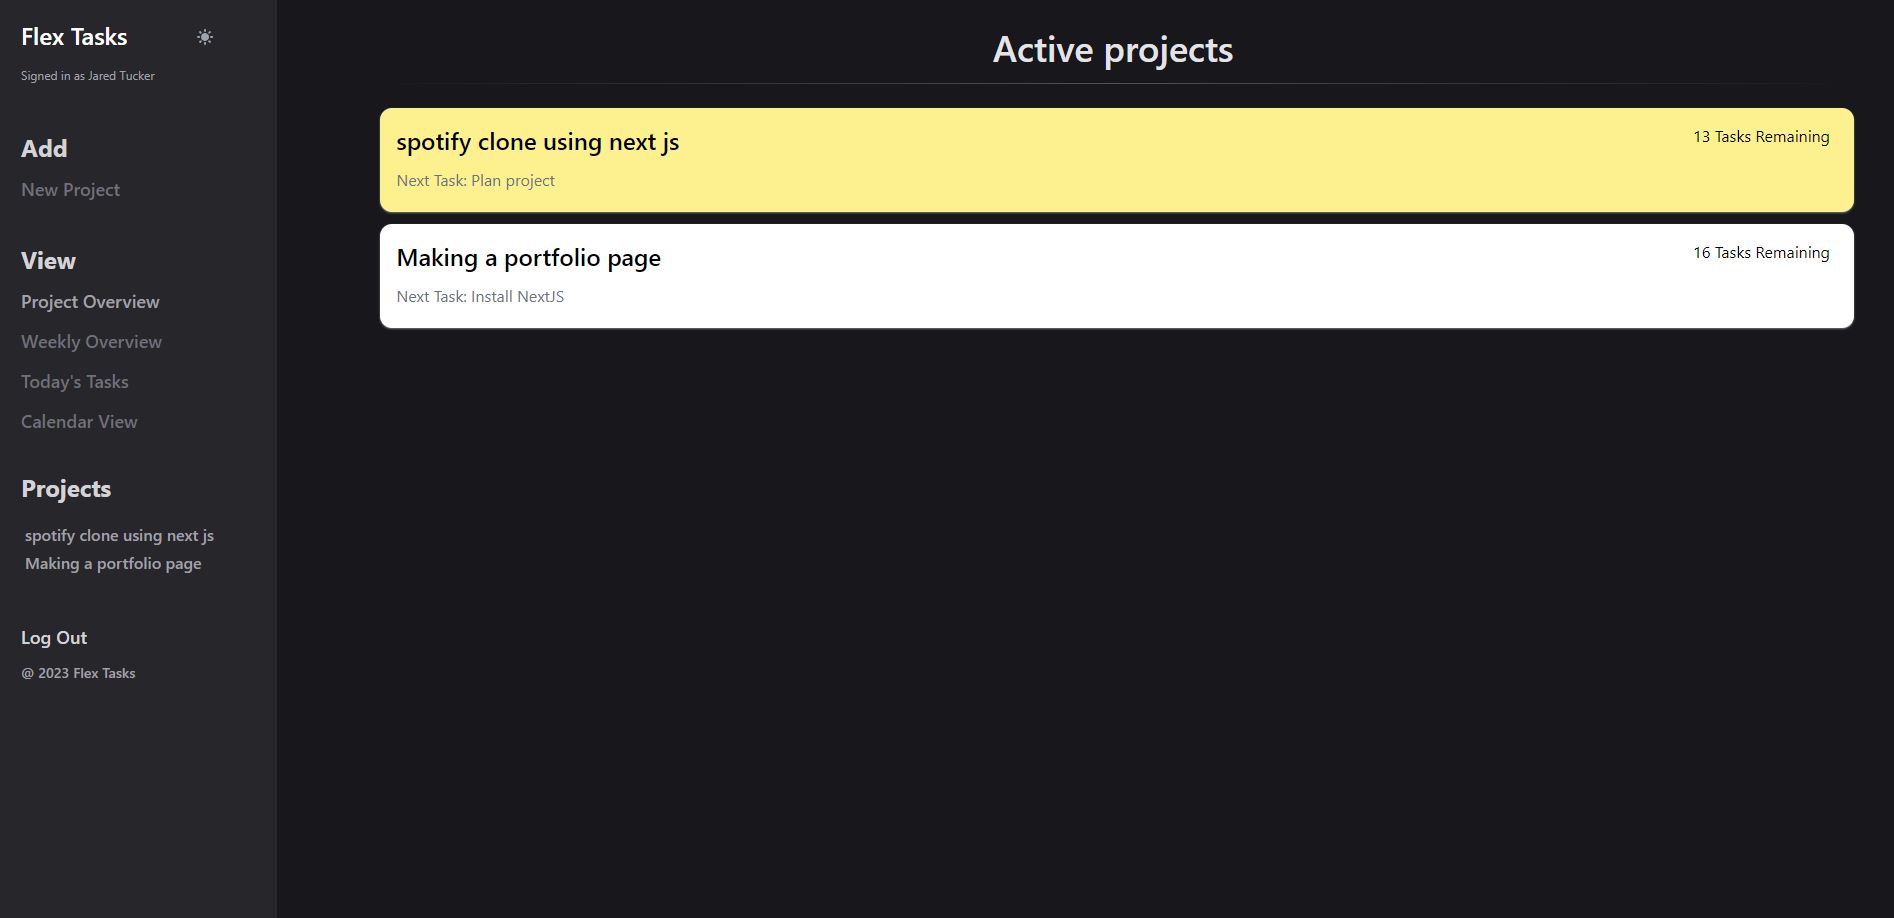 Flex Tasks
Signed in as Jared Tucker
Add
New Project
View
Project Overview
Weekly Overview
Today's Tasks
Calendar View
Projects
spotify clone using next js
Making a portfolio page
Log Out
@ 2023 Flex Tasks
Active projects
spotify clone using next js
13 Tasks Remaining
Next Task: Plan project
Making a portfolio page
16 Tasks Remaining
Next Task: Install NextJS